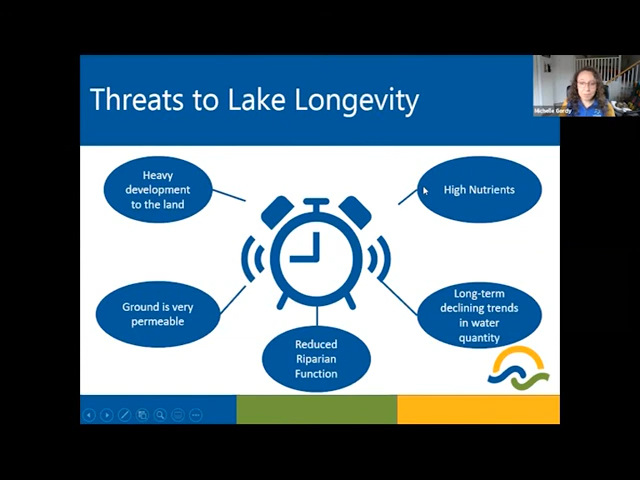 Threats to Lake Longevity
Michelle Gordy
Heavy
development
to the land
High Nutrients
Ground is very
permeable
Long-term
declining trends
in water
quantity
Reduced
Riparian
Function